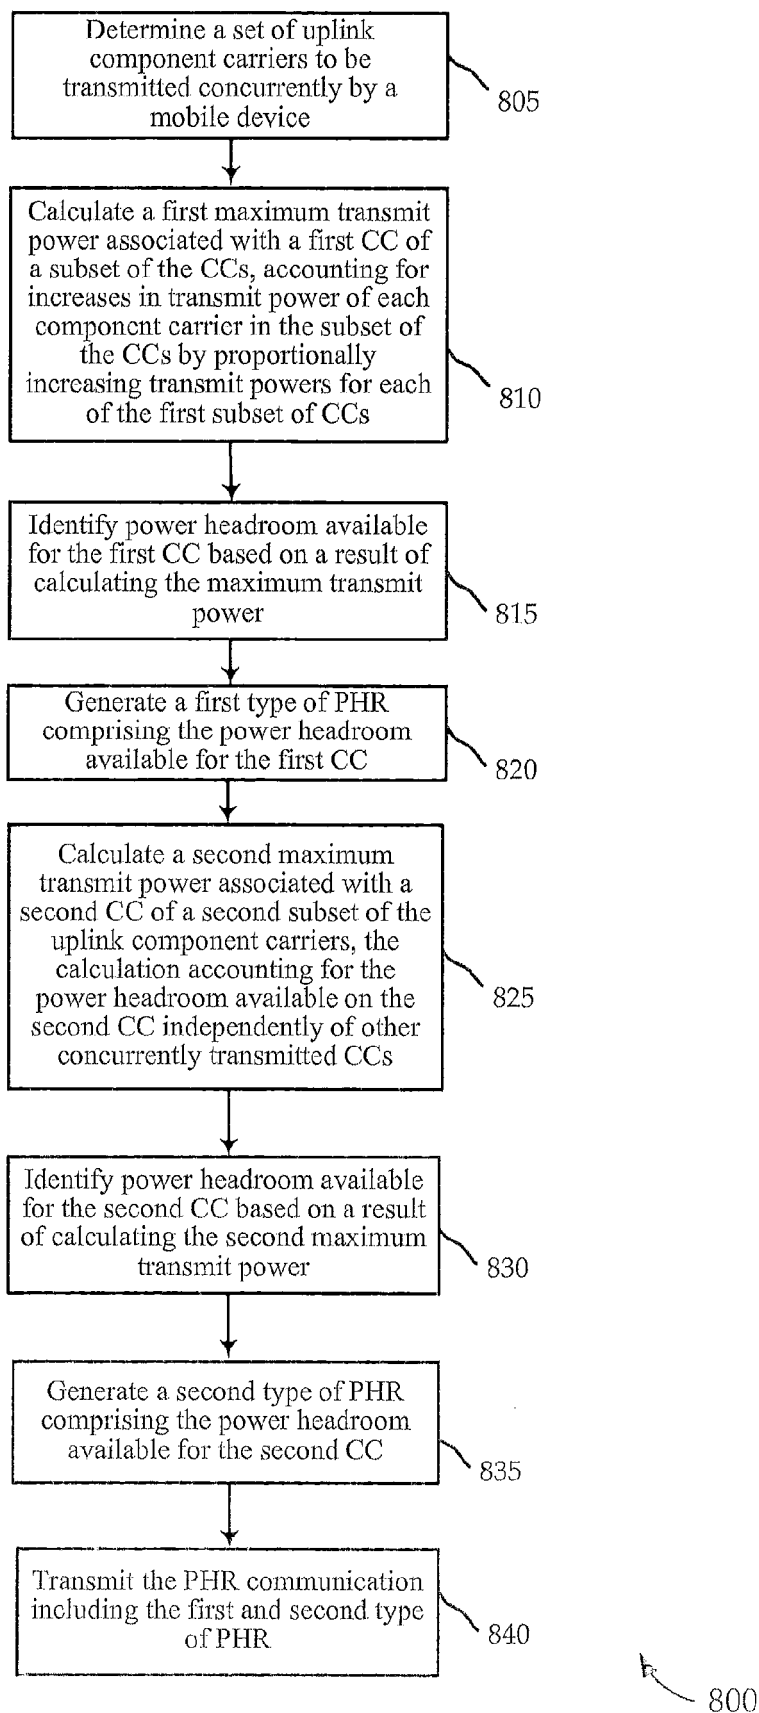 Determine a set of uplink
component carriers to be
transmitted concurrently by a
mobile device
805
Calculate a first maximum transmit
power associated with a first CC of
a subset of the CCs, accounting for
increases in transmit power of each
component carrier in the subset of
the CCs by proportionally
increasing transmit powers for each
of the first subset of CCs
810
Identify power headroom available
for the first CC based on a result of
calculating the maximum transmit
power
815
Generate a first type of PHR
comprising the power headroom
available for the first CC
820
Calculate a second maximum
transmit power associated with a
second CC of a second subset of the
uplink component carriers, the
calculation accounting for the
power headroom available on the
second CC independently of other
concurrently transmitted CCs
825
Identify power headroom available
for the second CC based on a result
of calculating the second maximum
transmit power
830
Generate a second type of PHR
comprising the power headroom
available for the second CC
835
Transmit the PHR communication
including the first and second type
of PHR
840
800